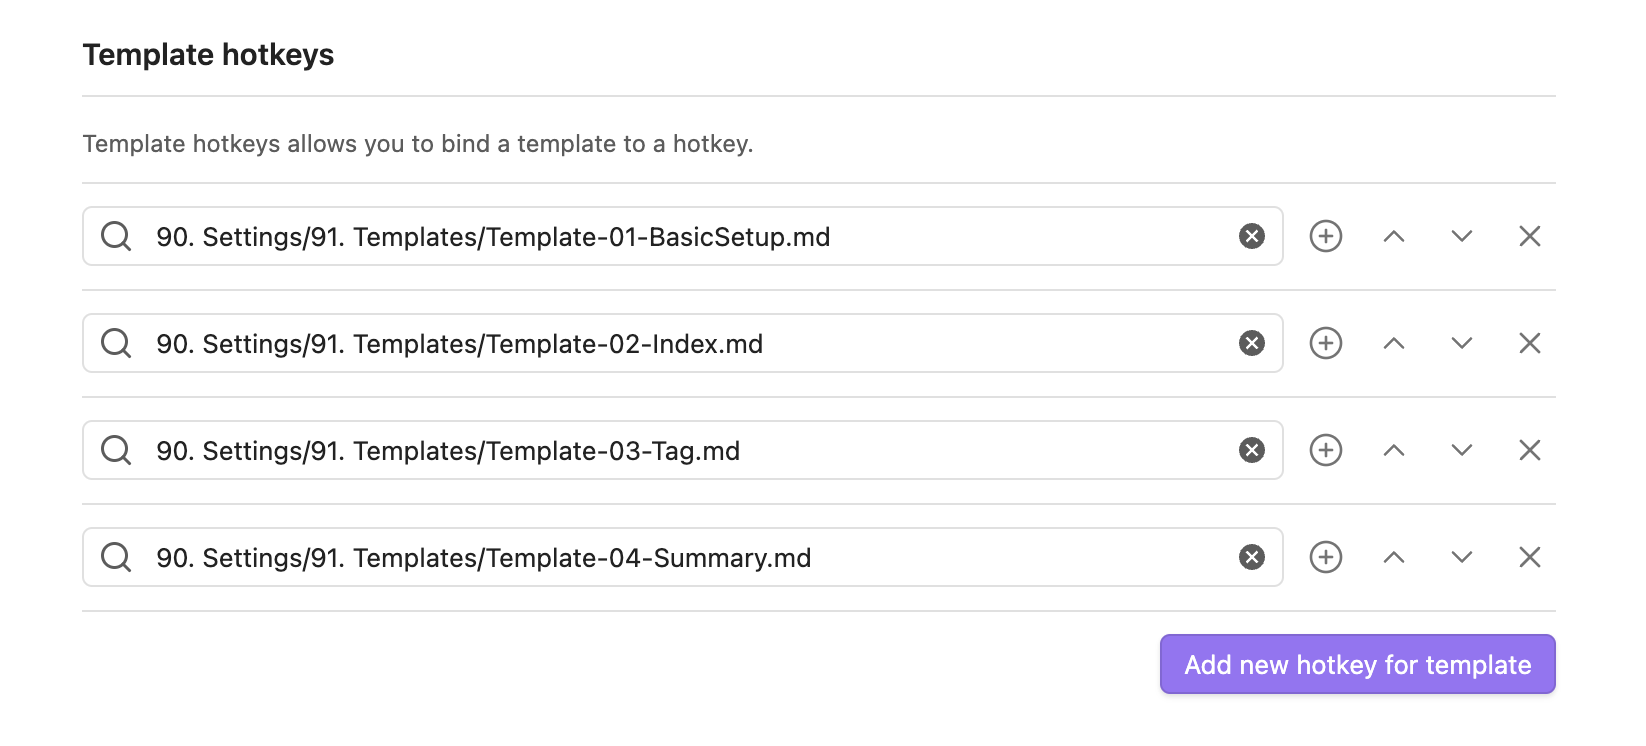 Template hotkeys
Template hotkeys allows you to bind a template to a hotkey.
90. Settings/91. Templates/Template-01-BasicSetup.md
90. Settings/91. Templates/Template-02-Index.md
90. Settings/91. Templates/Template-03-Tag.md
90. Settings/91. Templates/Template-04-Summary.md
Add new hotkey for template